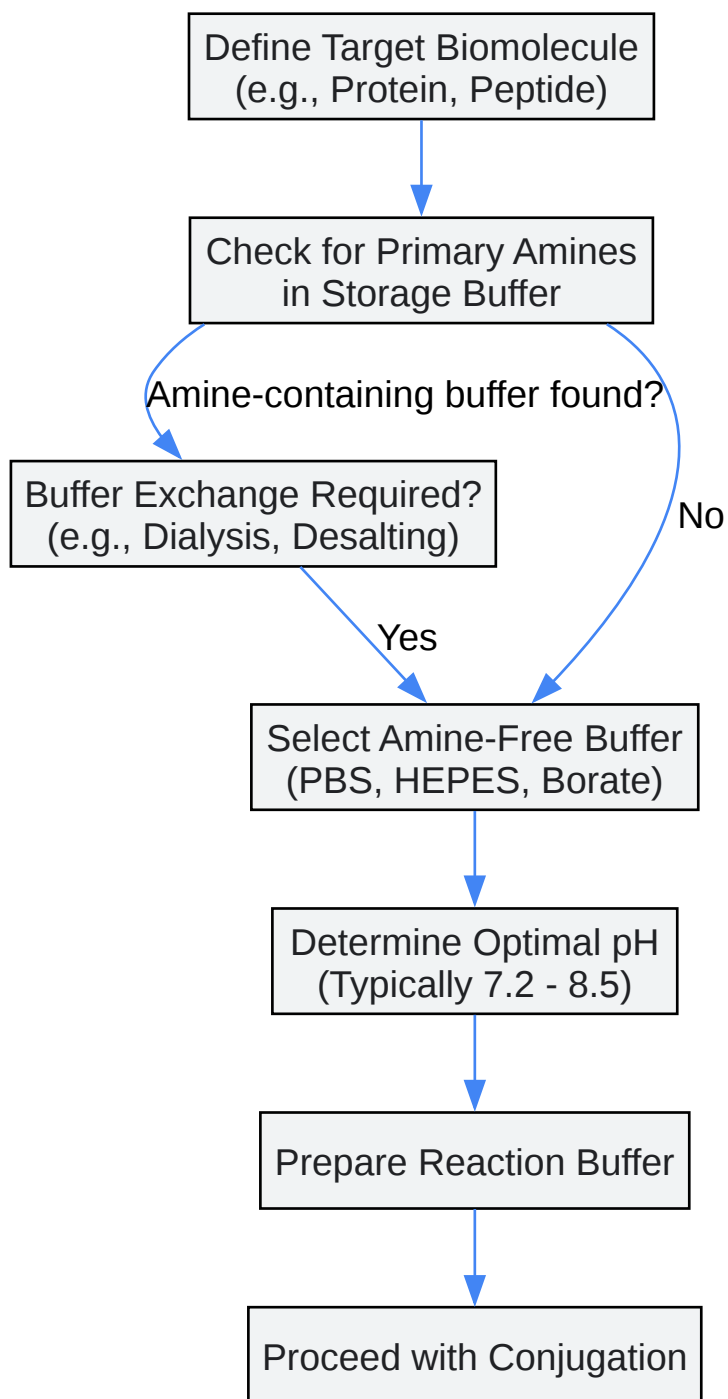 Define Target Biomolecule
(e.g., Protein, Peptide)
Check for Primary Amines
in Storage Buffer
Amine-containing buffer found?
Buffer Exchange Required?
(e.g., Dialysis, Desalting)
No
Yes
Select Amine-Free Buffer
(PBS, HEPES, Borate)
Determine Optimal pH
(Typically 7.2 - 8.5)
Prepare Reaction Buffer
Proceed with Conjugation